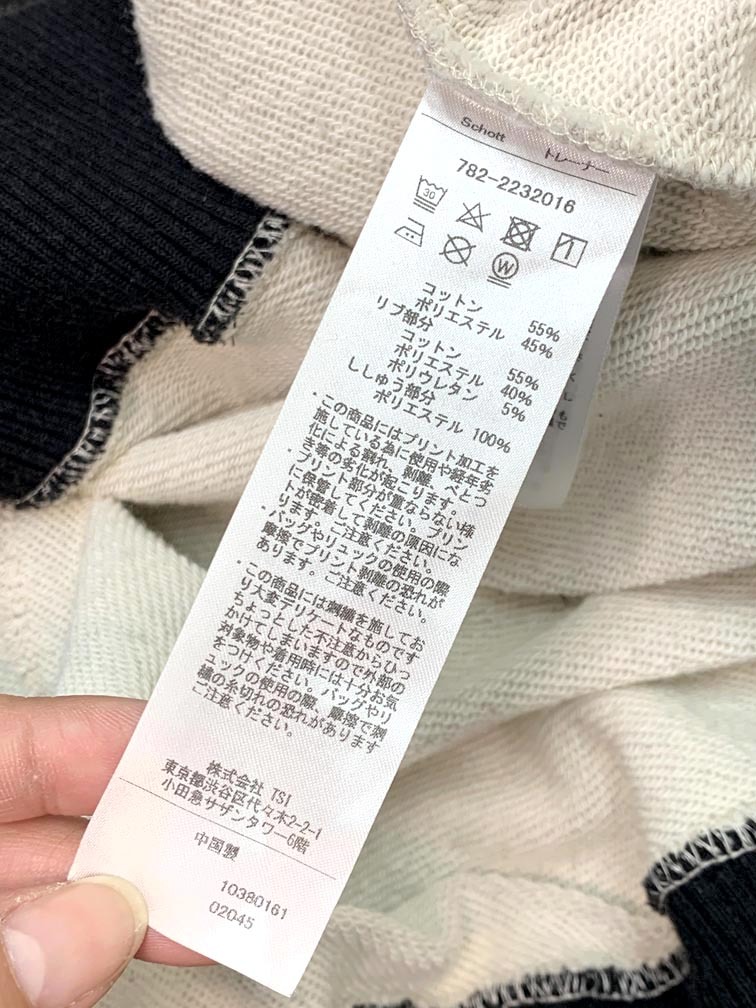 Schott トレーナー
782-2232016
30
W
コットン 55%
ポリエステル 45%
リブ部分
コットン 55%
ポリエステル 40%
ポリウレタン 5%
ししゅう部分
ポリエステル 100%
・この商品にはプリント加工を
施している為に使用や経年劣
化による割れ、剥離、べとつ
き等の劣化が起こります。
プリント部分が重ならない様
に保管してください。プリン
トが密着して剥離の原因にな
ります。ご注意ください。
・バッグやリュックの使用の際
摩擦でプリント剥離の恐れが
あります。ご注意ください。
・この商品には刺繍を施してお
り大変デリケートなものです
ちょっとした不注意からひっ
かけてしまいますので外部の
対象物や着用時には十分お気
をつけください。バッグやリ
ュックの使用の際、摩擦で刺
繍の糸切れの恐れがあります
ご注意ください。
株式会社 TSI
東京都渋谷区代々木2-2-1
小田急サザンタワー6階
中国製
10380161
02045